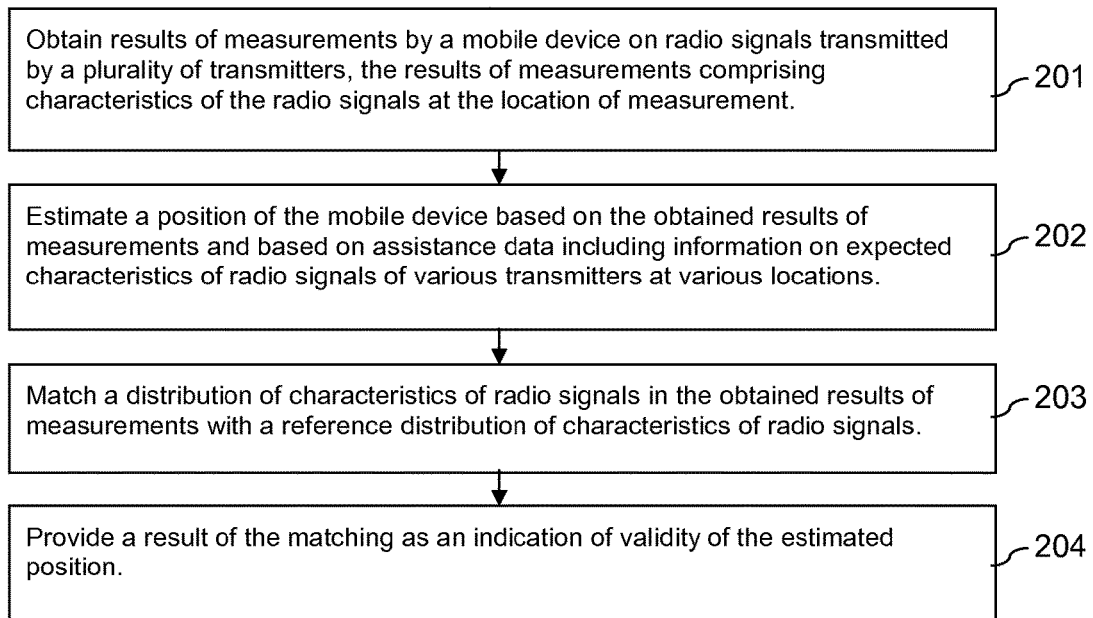 Obtain results of measurements by a mobile device on radio signals transmitted
by a plurality of transmitters, the results of measurements comprising
characteristics of the radio signals at the location of measurement.
201
Estimate a position of the mobile device based on the obtained results of
measurements and based on assistance data including information on expected
characteristics of radio signals of various transmitters at various locations.
202
Match a distribution of characteristics of radio signals in the obtained results of
measurements with a reference distribution of characteristics of radio signals.
203
Provide a result of the matching as an indication of validity of the estimated
position.
204